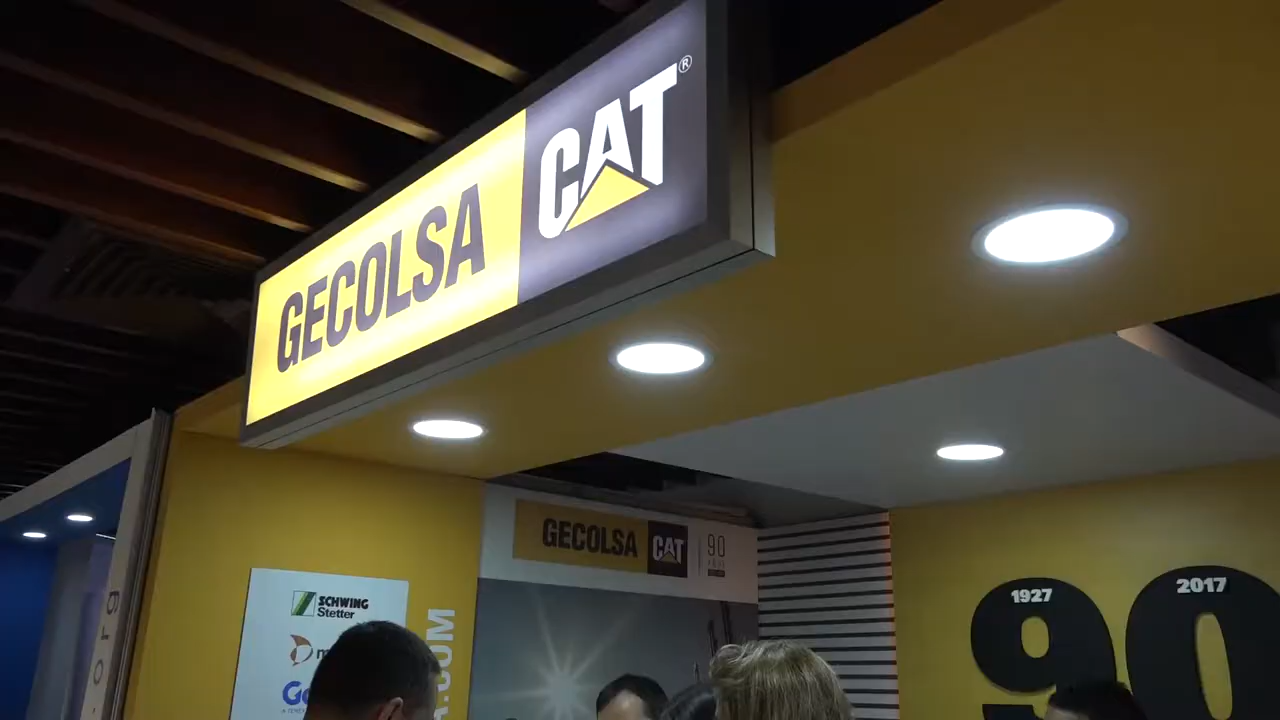 GECOLSA CAT®
GECOLSA CAT 90
SCHWING
Stetter
A.COM
1927
2017
90